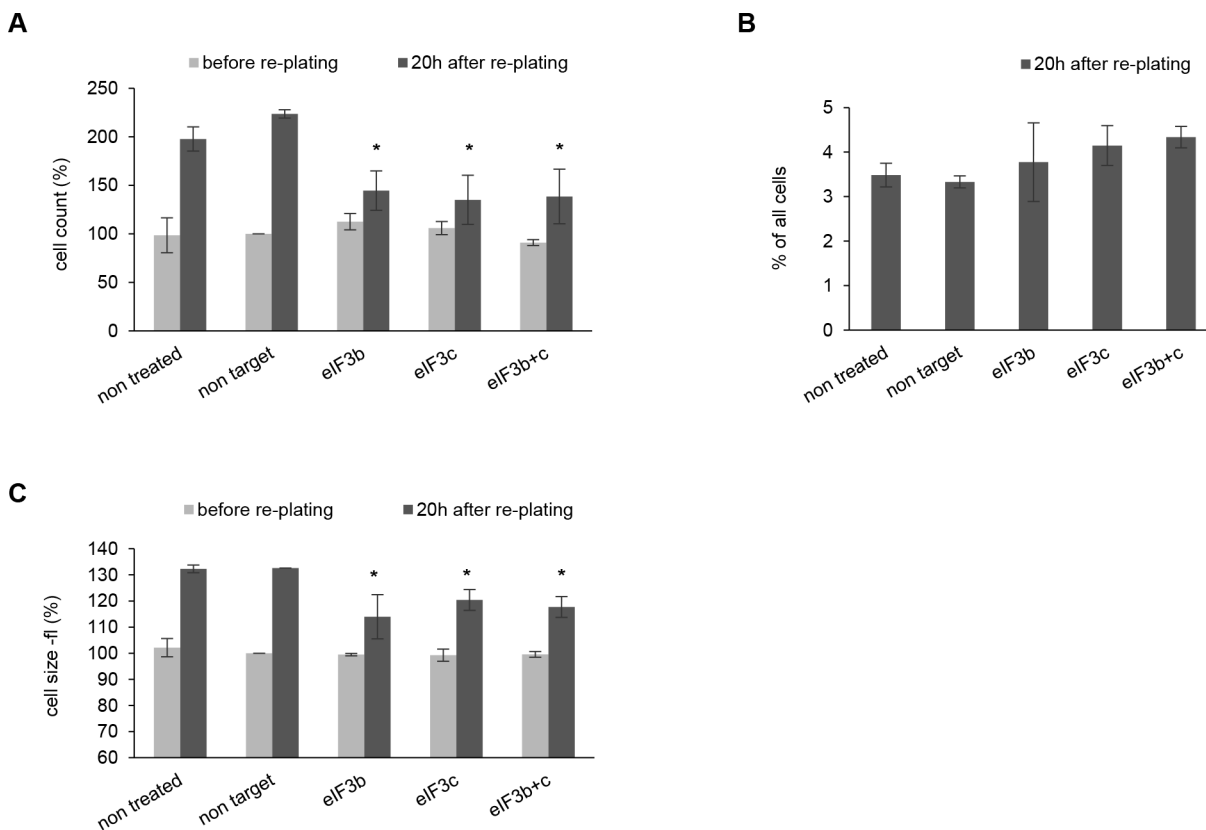 A
before re-plating 20h after re-plating
cell count (%)
250
200
150
100
50
0
* * *
non treated non target eIF3b eIF3c eIF3b+c
B
20h after re-plating
% of all cells
5
4
3
2
1
0
non treated non target eIF3b eIF3c eIF3b+c
C
before re-plating 20h after re-plating
cell size -fl (%)
140
130
120
110
100
90
80
70
60
* * *
non treated non target eIF3b eIF3c eIF3b+c